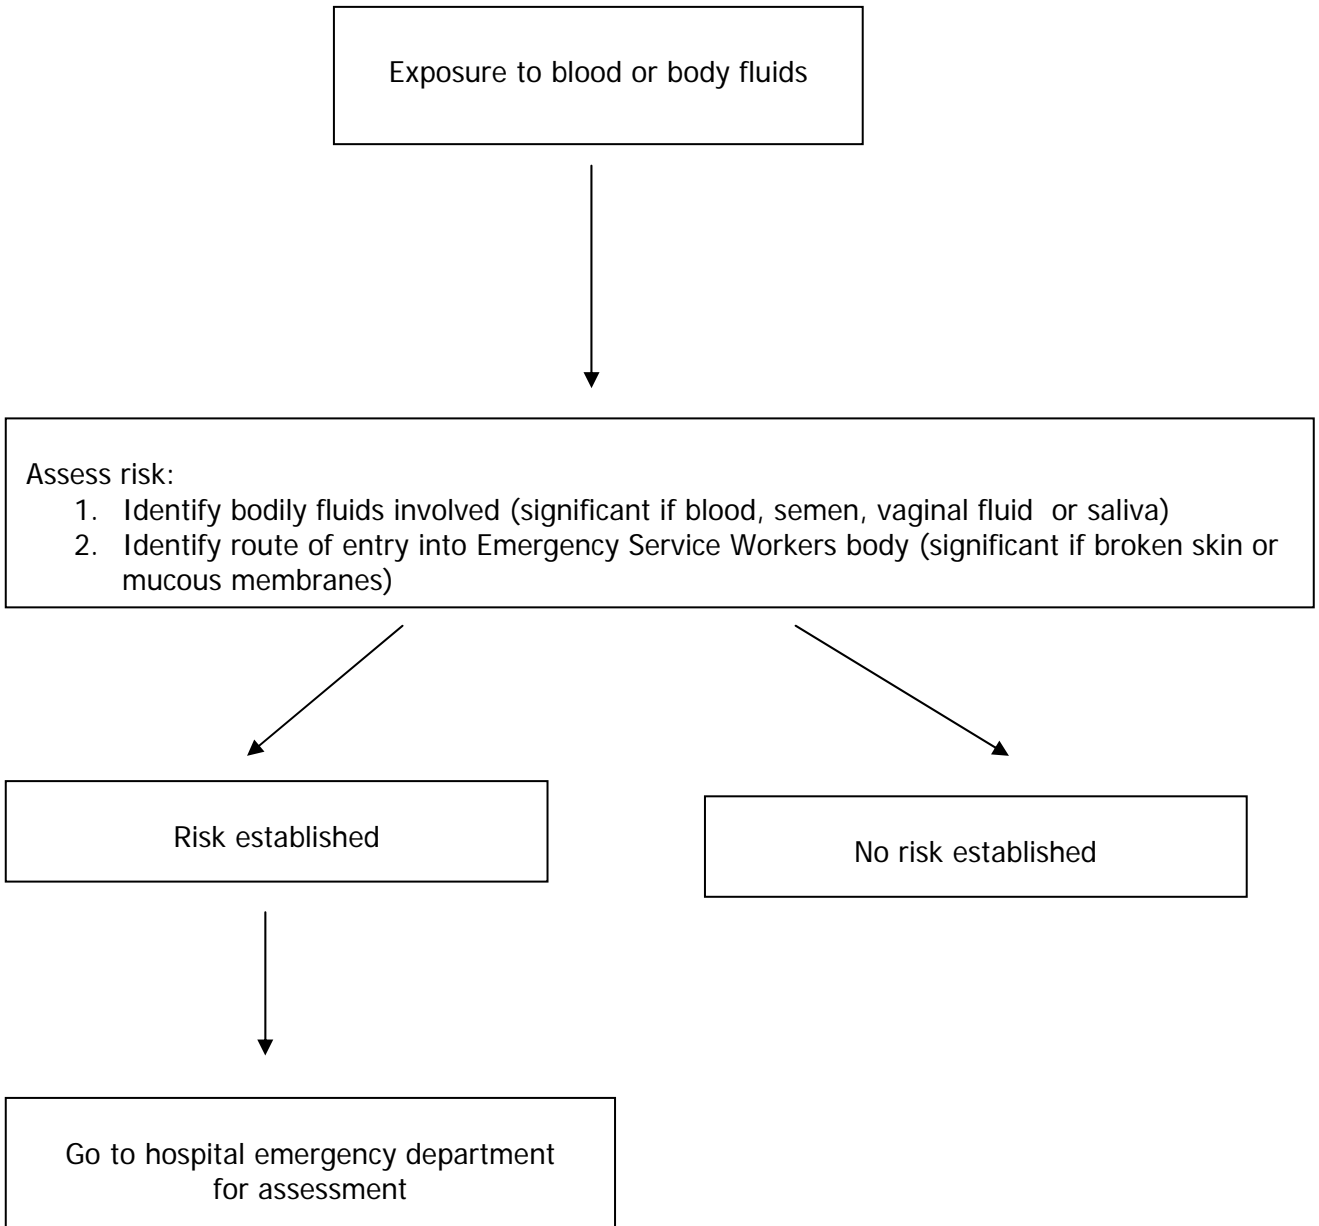 Exposure to blood or body fluids
Assess risk:
1. Identify bodily fluids involved (significant if blood, semen, vaginal fluid  or saliva)
2. Identify route of entry into Emergency Service Workers body (significant if broken skin or
mucous membranes)
Risk established
No risk established
Go to hospital emergency department
for assessment